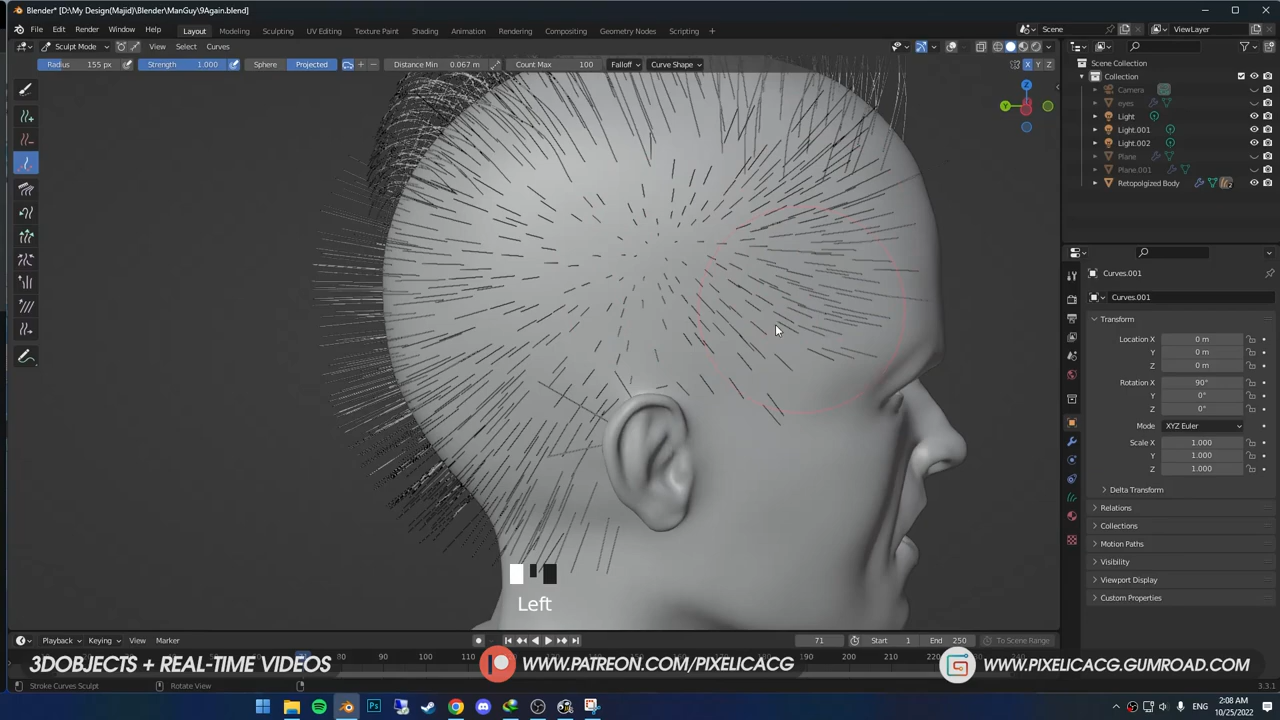 Blender* [D:\My Design (Majid)\Blender\ManGuy\9Again.blend]
File Edit Render Window Help Layout Modeling Sculpting UV Editing Texture Paint Shading Animation Rendering Compositing Geometry Nodes Scripting + Scene ViewLayer
Sculpt Mode View Select Curves
Radius 155 px Strength 1.000 Sphere Projected Distance Min 0.067 m Count Max 100 Falloff Curve Shape X Y Z
Scene Collection
Collection
Camera
eyes
Light
Light.001
Light.002
Plane
Plane.001
Retopolgized Body
Z
Y
Curves.001
Curves.001
Transform
Location X 0 m
Y 0 m
Z 0 m
Rotation X 90°
Y 0°
Z 0°
Mode XYZ Euler
Scale X 1.000
Y 1.000
Z 1.000
Delta Transform
Relations
Collections
Custom Properties
Motion Paths
Visibility
Viewport Display
Left
Playback Keying View Marker 71 Start 1 End 250 To Scene Range
3DOBJECTS + REAL-TIME VIDEOS WWW.PATREON.COM/PIXELICACG WWW.PIXELICACG.GUMROAD.COM
Stroke Curves Sculpt Rotate View 3.3.1
ENG 2:08 AM
10/25/2022